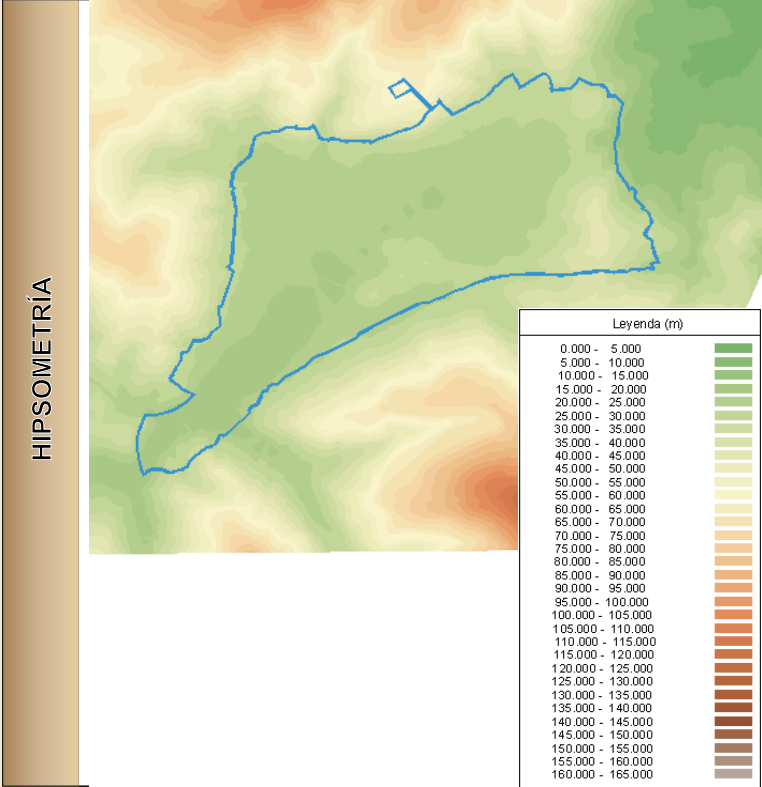 HIPSOMETRÍA
Leyenda (m)
0.000 - 5.000
5.000 - 10.000
10.000 - 15.000
15.000 - 20.000
20.000 - 25.000
25.000 - 30.000
30.000 - 35.000
35.000 - 40.000
40.000 - 45.000
45.000 - 50.000
50.000 - 55.000
55.000 - 60.000
60.000 - 65.000
65.000 - 70.000
70.000 - 75.000
75.000 - 80.000
80.000 - 85.000
85.000 - 90.000
90.000 - 95.000
95.000 - 100.000
100.000 - 105.000
105.000 - 110.000
110.000 - 115.000
115.000 - 120.000
120.000 - 125.000
125.000 - 130.000
130.000 - 135.000
135.000 - 140.000
140.000 - 145.000
145.000 - 150.000
150.000 - 155.000
155.000 - 160.000
160.000 - 165.000